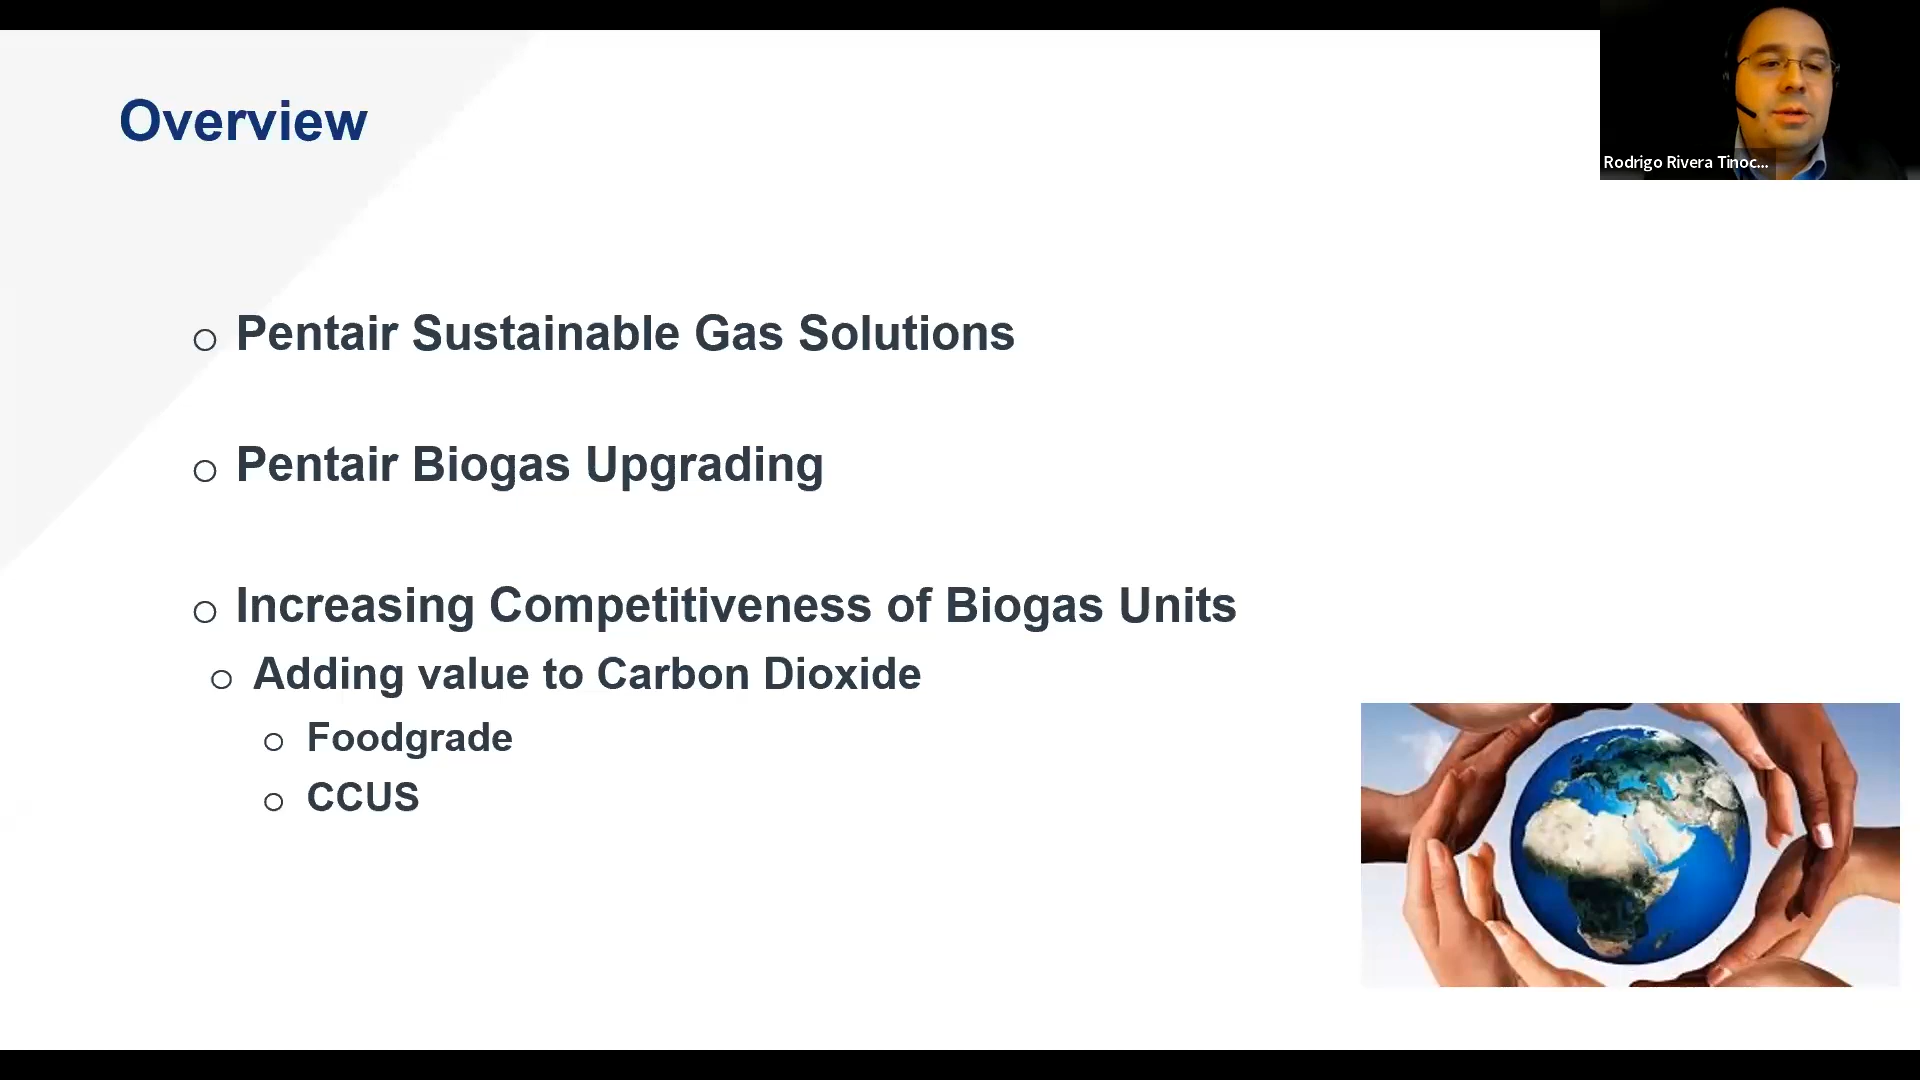 Overview
Rodrigo Rivera Tinoc...
o Pentair Sustainable Gas Solutions
o Pentair Biogas Upgrading
o Increasing Competitiveness of Biogas Units
o Adding value to Carbon Dioxide
o Foodgrade
o CCUS